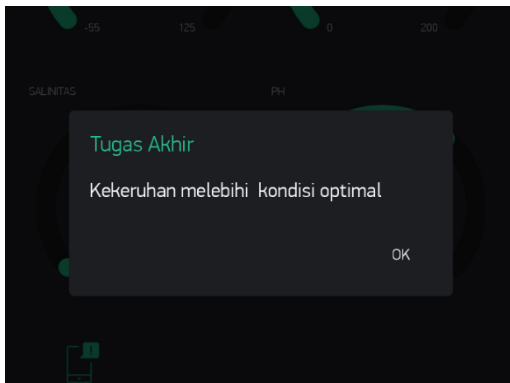 -55 125 0 200
SALINITAS PH
Tugas Akhir
Kekeruhan melebihi kondisi optimal
OK
!